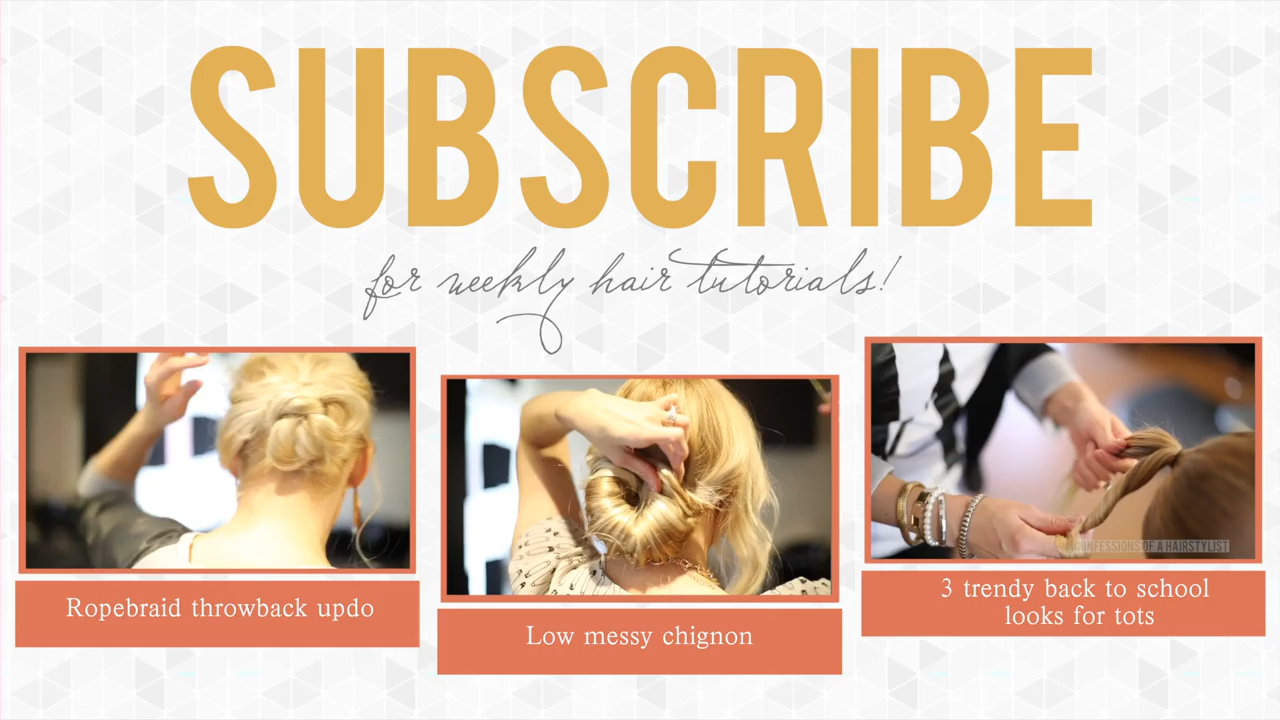 SUBSCRIBE
for weekly hair tutorials!
Ropebraid throwback updo
Low messy chignon
CONFESSIONS OF A HAIRSTYLIST
3 trendy back to school
looks for tots